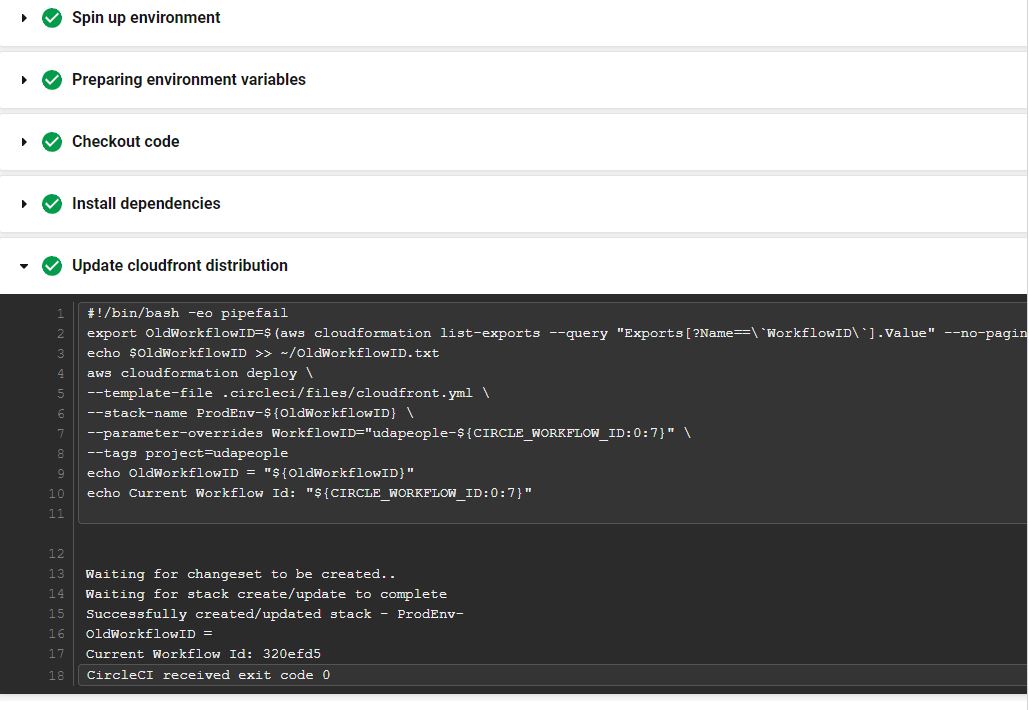 Spin up environment
Preparing environment variables
Checkout code
Install dependencies
Update cloudfront distribution
1 #!/bin/bash -eo pipefail
2 export OldWorkflowID=$(aws cloudformation list-exports --query "Exports[?Name==\`WorkflowID\`].Value" --no-pagin
3 echo $OldWorkflowID >> ~/OldWorkflowID.txt
4 aws cloudformation deploy \
5 --template-file .circleci/files/cloudfront.yml \
6 --stack-name ProdEnv-${OldWorkflowID} \
7 --parameter-overrides WorkflowID="udapeople-${CIRCLE_WORKFLOW_ID:0:7}" \
8 --tags project=udapeople
9 echo OldWorkflowID = "${OldWorkflowID}"
10 echo Current Workflow Id: "${CIRCLE_WORKFLOW_ID:0:7}"
11
12
13 Waiting for changeset to be created..
14 Waiting for stack create/update to complete
15 Successfully created/updated stack - ProdEnv-
16 OldWorkflowID =
17 Current Workflow Id: 320efd5
18 CircleCI received exit code 0